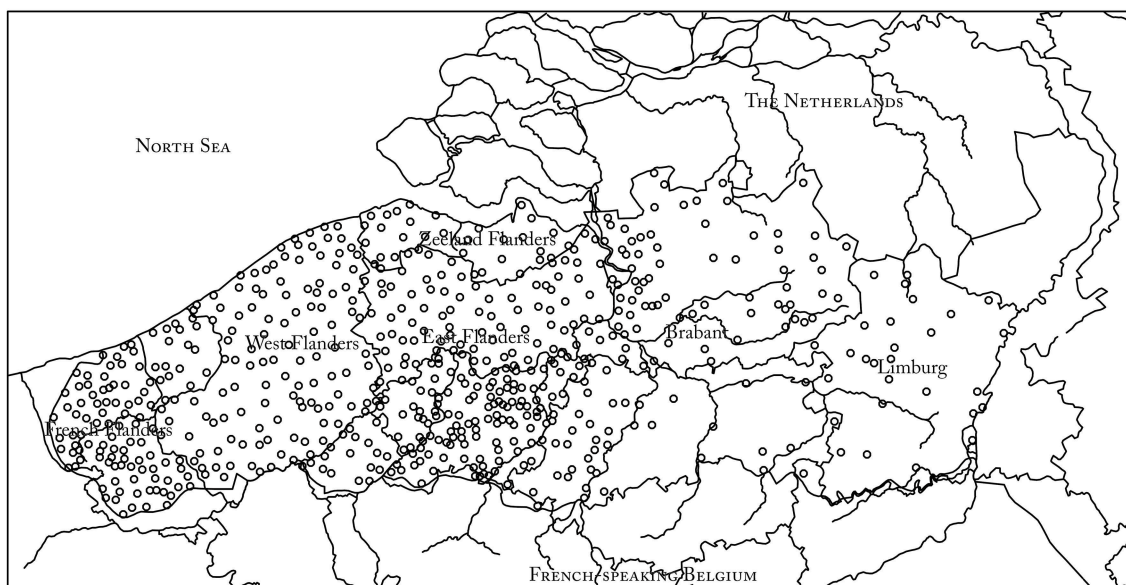 THE NETHERLANDS
NORTH SEA
Zeeland Flanders
West Flanders
East Flanders
Brabant
Limburg
French Flanders
FRENCH-SPEAKING BELGIUM